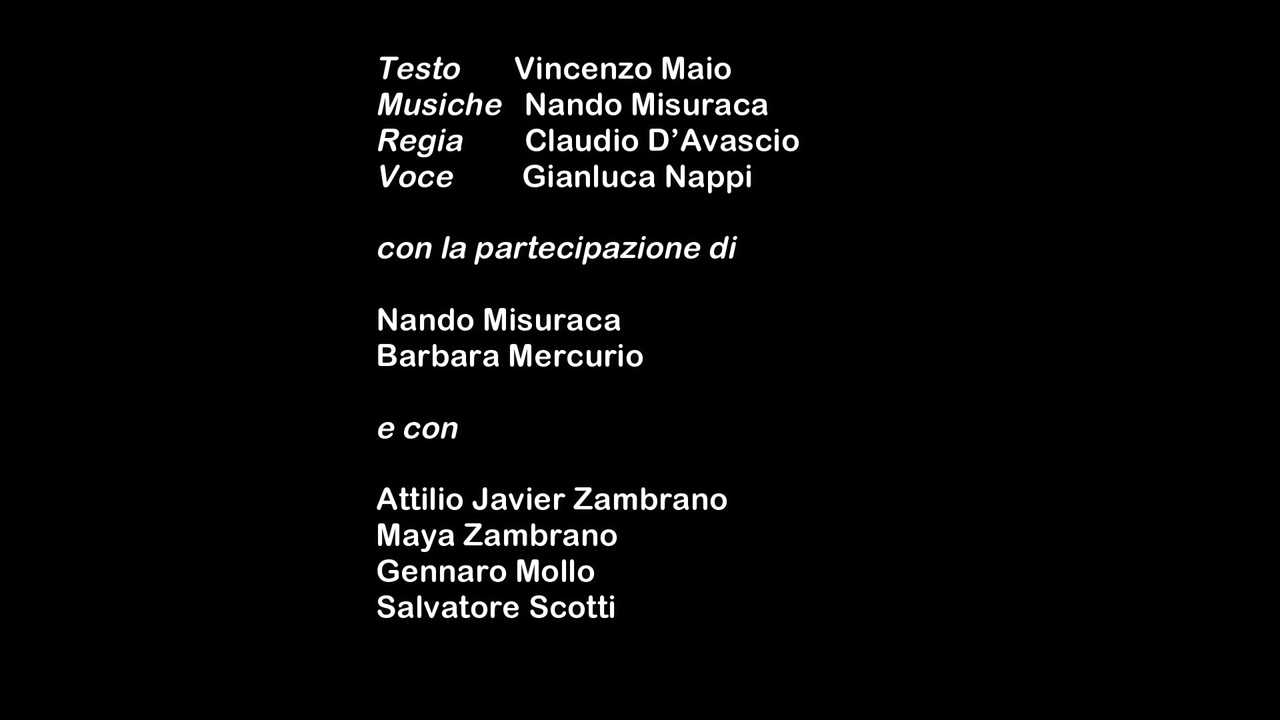 Testo Vincenzo Maio
Musiche Nando Misuraca
Regia Claudio D’Avascio
Voce Gianluca Nappi
con la partecipazione di
Nando Misuraca
Barbara Mercurio
e con
Attilio Javier Zambrano
Maya Zambrano
Gennaro Mollo
Salvatore Scotti